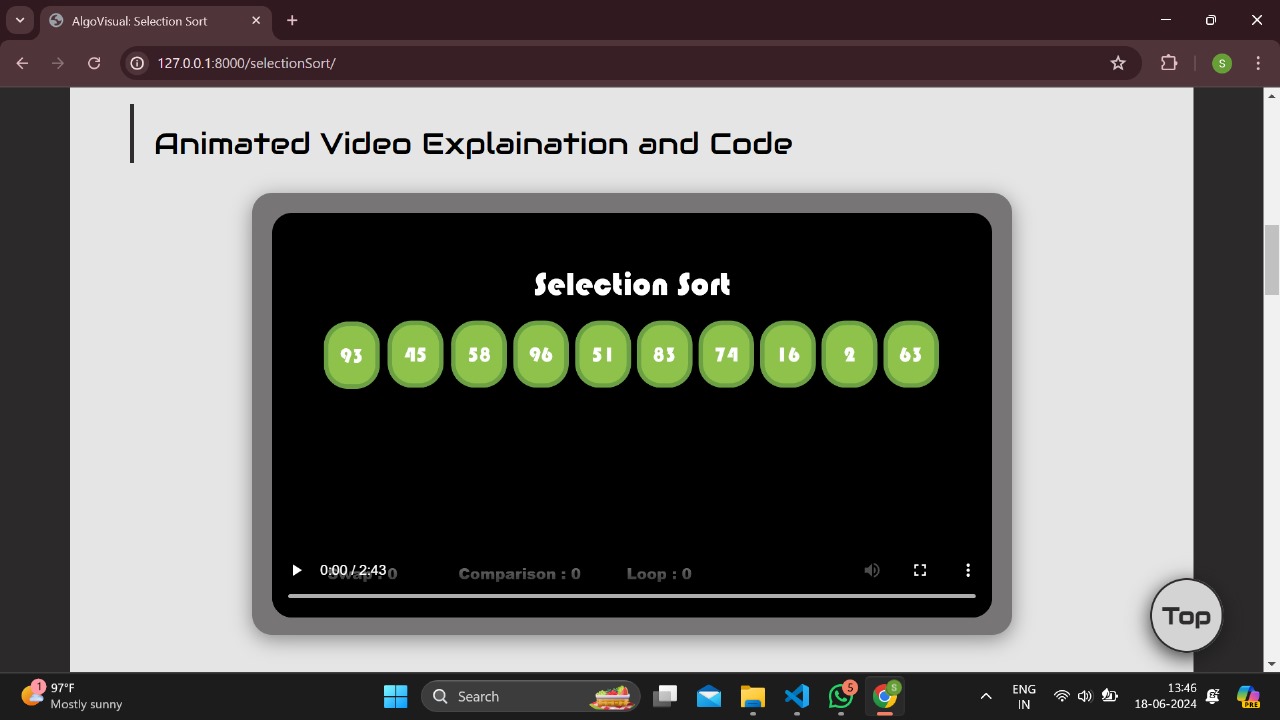 AlgoVisual: Selection Sort
127.0.0.1:8000/selectionSort/
S
Animated Video Explaination and Code
Selection Sort
93 45 58 96 51 83 74 16 2 63
0:00 / 2:43
Swap : 0 Comparison : 0 Loop : 0
Top
1
97°F
Mostly sunny
Search
5
S
ENG
IN
13:46
18-06-2024
PRE